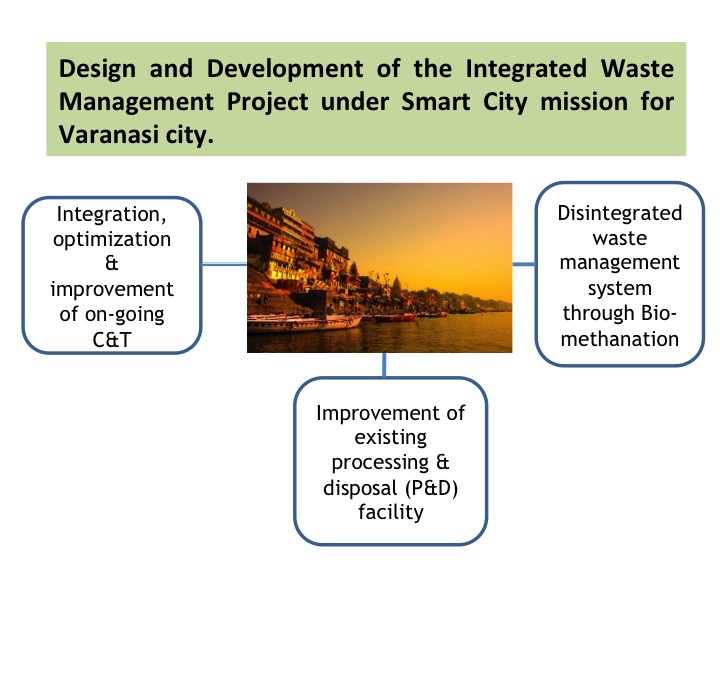 Design and Development of the Integrated Waste
Management Project under Smart City mission for
Varanasi city.
Integration,
optimization
&
improvement
of on-going
C&T
Disintegrated
waste
management
system
through Bio-
methanation
Improvement of
existing
processing &
disposal (P&D)
facility